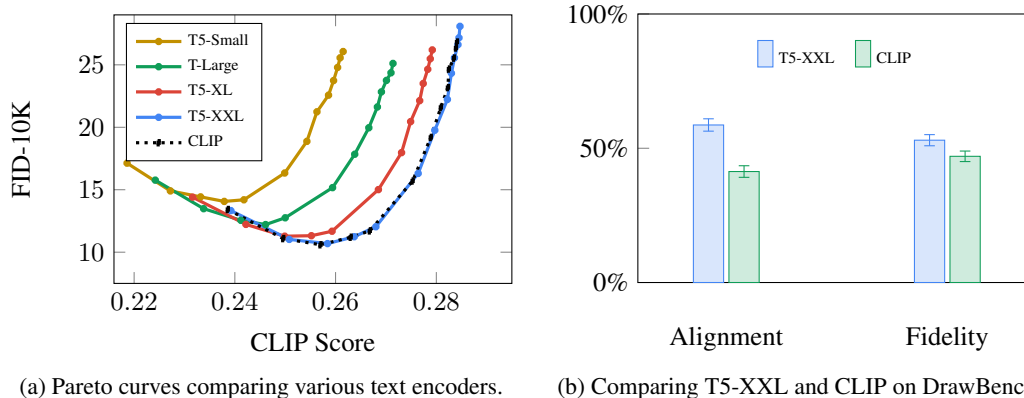 T5-Small
T-Large
T5-XL
T5-XXL
CLIP
25
20
15
10
FID-10K
0.22 0.24 0.26 0.28
CLIP Score
(a) Pareto curves comparing various text encoders.
100%
50%
0%
T5-XXL CLIP
Alignment Fidelity
(b) Comparing T5-XXL and CLIP on DrawBenc